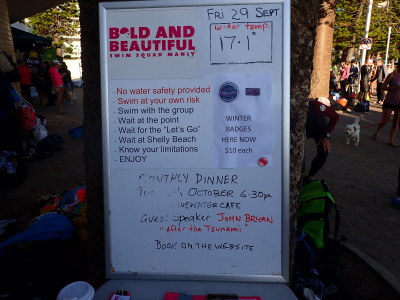 FRI 29 SEPT
water temp.
17.1°
BOLD AND
BEAUTIFUL
SWIM SQUAD MANLY
- No water safety provided
- Swim at your own risk
- Swim with the group
- Wait at the point
- Wait for the "Let's Go"
- Wait at Shelly Beach
- Know your limitations
- ENJOY
WINTER
BADGES
HERE NOW
$10 each
MONTHLY DINNER
OCTOBER 6-30pm
BLUEWATER CAFE
GUEST SPEAKER JOHN BRYAN
"After the Tsunami"
BOOK ON THE WEBSITE